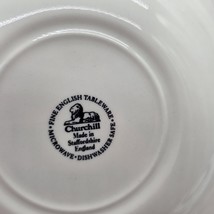 • FINE ENGLISH TABLEWARE •
Churchill
Made in
Staffordshire
England
MICROWAVE • DISHWASHER SAFE